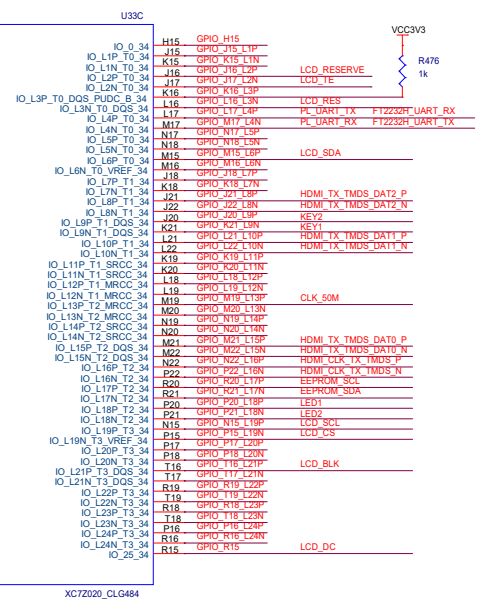 U33C
VCC3V3
R476
1k
IO_0_34 H15 GPIO_H15
IO_L1P_T0_34 J15 GPIO_J15_L1P
IO_L1N_T0_34 K15 GPIO_K15_L1N
IO_L2P_T0_34 J16 GPIO_J16_L2P LCD_RESERVE
IO_L2N_T0_34 J17 GPIO_J17_L2N LCD_TE
IO_L3P_T0_DQS_PUDC_B_34 K16 GPIO_K16_L3P
IO_L3N_T0_DQS_34 L16 GPIO_L16_L3N LCD_RES
IO_L4P_T0_34 L17 GPIO_L17_L4P PL_UART_TX FT2232H_UART_RX
IO_L4N_T0_34 M17 GPIO_M17_L4N PL_UART_RX FT2232H_UART_TX
IO_L5P_T0_34 N17 GPIO_N17_L5P
IO_L5N_T0_34 N18 GPIO_N18_L5N
IO_L6P_T0_34 M15 GPIO_M15_L6P LCD_SDA
IO_L6N_T0_VREF_34 M16 GPIO_M16_L6N
IO_L7P_T1_34 J18 GPIO_J18_L7P
IO_L7N_T1_34 K18 GPIO_K18_L7N
IO_L8P_T1_34 J21 GPIO_J21_L8P HDMI_TX_TMDS_DAT2_P
IO_L8N_T1_34 J22 GPIO_J22_L8N HDMI_TX_TMDS_DAT2_N
IO_L9P_T1_DQS_34 J20 GPIO_J20_L9P KEY2
IO_L9N_T1_DQS_34 K21 GPIO_K21_L9N KEY1
IO_L10P_T1_34 L21 GPIO_L21_L10P HDMI_TX_TMDS_DAT1_P
IO_L10N_T1_34 L22 GPIO_L22_L10N HDMI_TX_TMDS_DAT1_N
IO_L11P_T1_SRCC_34 K19 GPIO_K19_L11P
IO_L11N_T1_SRCC_34 K20 GPIO_K20_L11N
IO_L12P_T1_MRCC_34 L18 GPIO_L18_L12P
IO_L12N_T1_MRCC_34 L19 GPIO_L19_L12N
IO_L13P_T2_MRCC_34 M19 GPIO_M19_L13P CLK_50M
IO_L13N_T2_MRCC_34 M20 GPIO_M20_L13N
IO_L14P_T2_SRCC_34 N19 GPIO_N19_L14P
IO_L14N_T2_SRCC_34 N20 GPIO_N20_L14N
IO_L15P_T2_DQS_34 M21 GPIO_M21_L15P HDMI_TX_TMDS_DAT0_P
IO_L15N_T2_DQS_34 M22 GPIO_M22_L15N HDMI_TX_TMDS_DAT0_N
IO_L16P_T2_34 N22 GPIO_N22_L16P HDMI_CLK_TX_TMDS_P
IO_L16N_T2_34 P22 GPIO_P22_L16N HDMI_CLK_TX_TMDS_N
IO_L17P_T2_34 R20 GPIO_R20_L17P EEPROM_SCL
IO_L17N_T2_34 R21 GPIO_R21_L17N EEPROM_SDA
IO_L18P_T2_34 P20 GPIO_P20_L18P LED1
IO_L18N_T2_34 P21 GPIO_P21_L18N LED2
IO_L19P_T3_34 N15 GPIO_N15_L19P LCD_SCL
IO_L19N_T3_VREF_34 P15 GPIO_P15_L19N LCD_CS
IO_L20P_T3_34 P17 GPIO_P17_L20P
IO_L20N_T3_34 P18 GPIO_P18_L20N
IO_L21P_T3_DQS_34 T16 GPIO_T16_L21P LCD_BLK
IO_L21N_T3_DQS_34 T17 GPIO_T17_L21N
IO_L22P_T3_34 R19 GPIO_R19_L22P
IO_L22N_T3_34 T19 GPIO_T19_L22N
IO_L23P_T3_34 R18 GPIO_R18_L23P
IO_L23N_T3_34 T18 GPIO_T18_L23N
IO_L24P_T3_34 P16 GPIO_P16_L24P
IO_L24N_T3_34 R16 GPIO_R16_L24N
IO_25_34 R15 GPIO_R15 LCD_DC
XC7Z020_CLG484